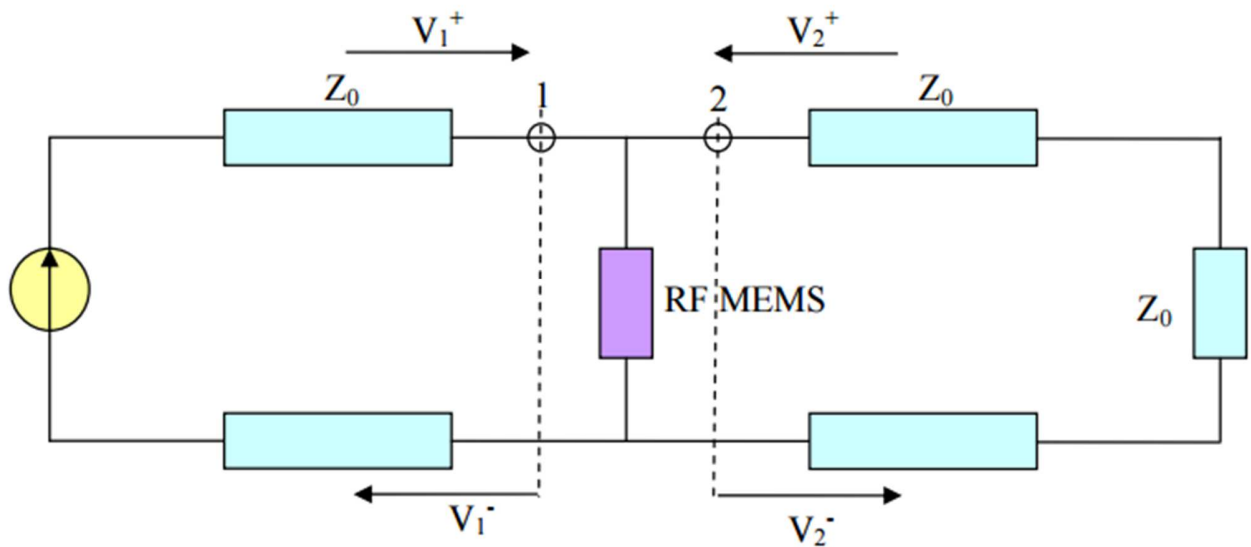 V₁⁺
V₂⁺
Z₀
1
2
Z₀
RF MEMS
Z₀
V₁⁻
V₂⁻